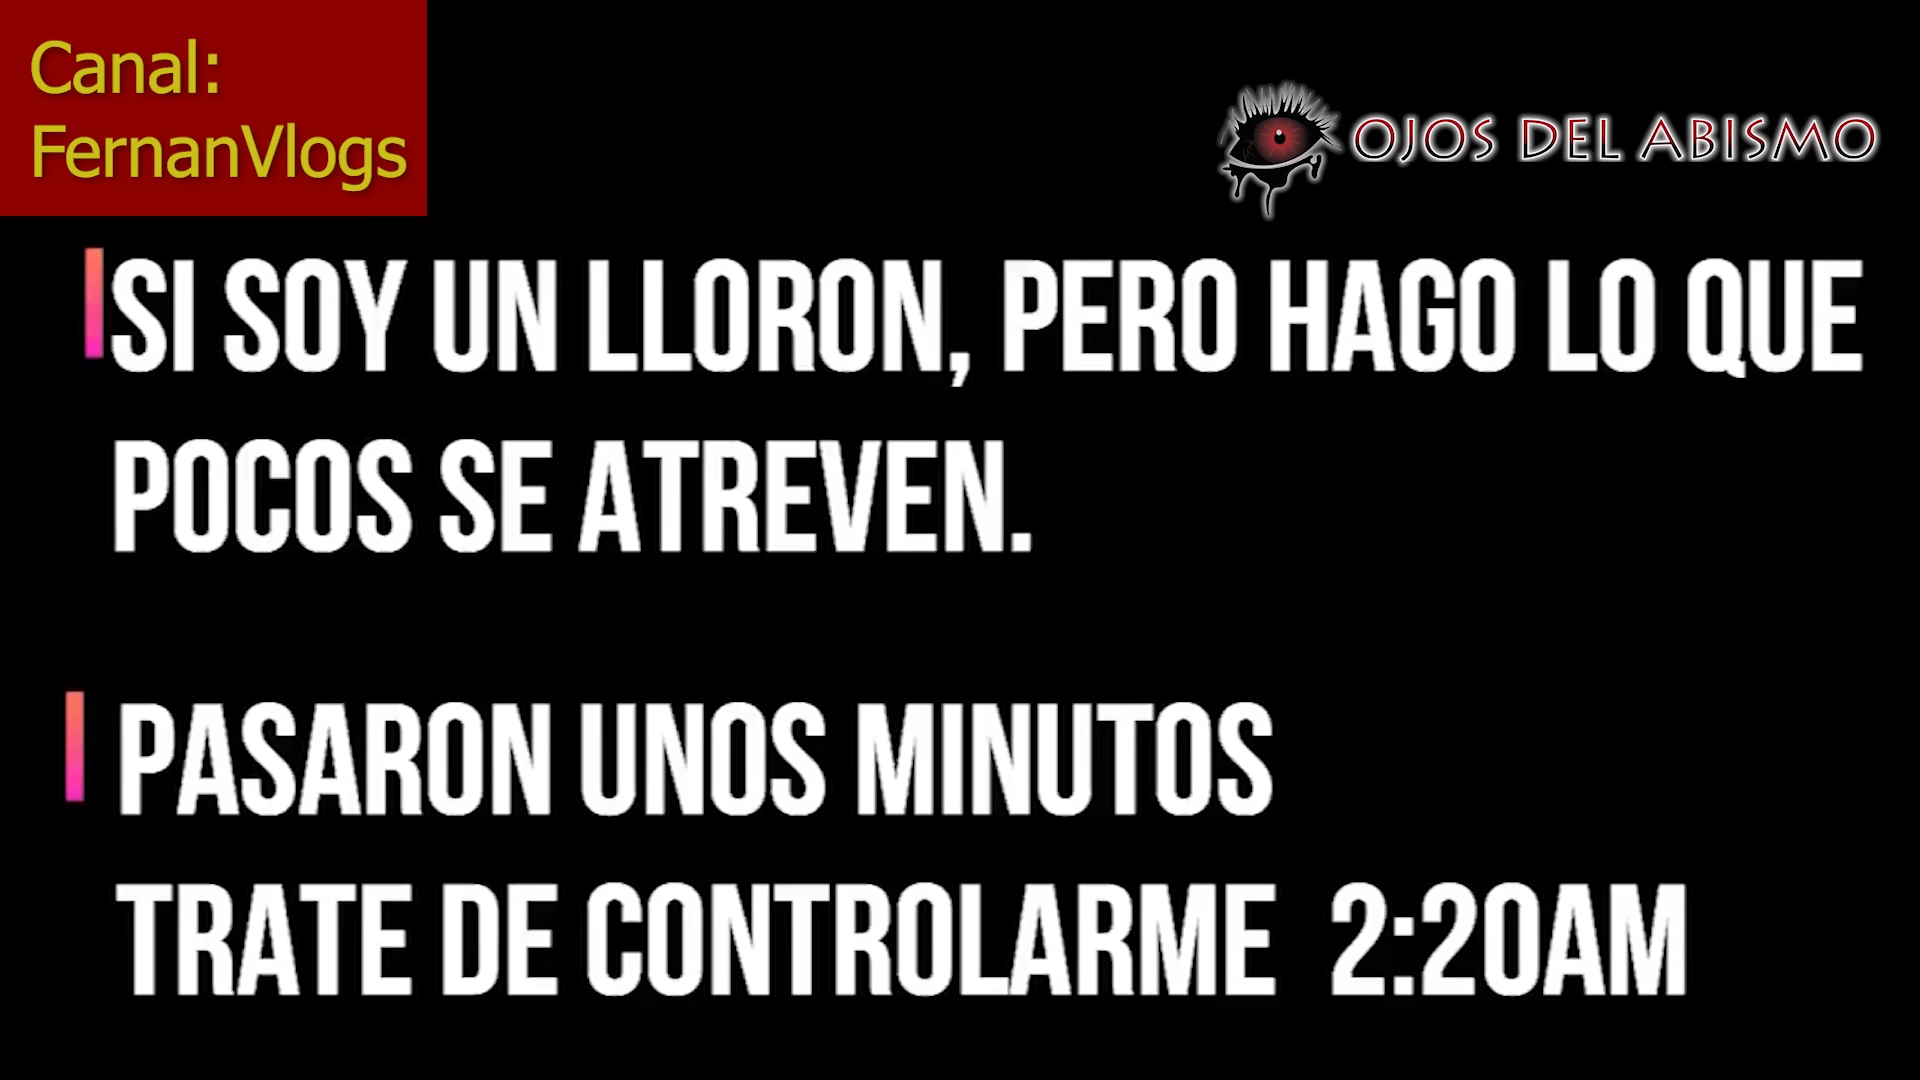 Canal:
FernanVlogs
OJOS DEL ABISMO
SI SOY UN LLORON, PERO HAGO LO QUE
POCOS SE ATREVEN.
PASARON UNOS MINUTOS
TRATE DE CONTROLARME 2:20AM